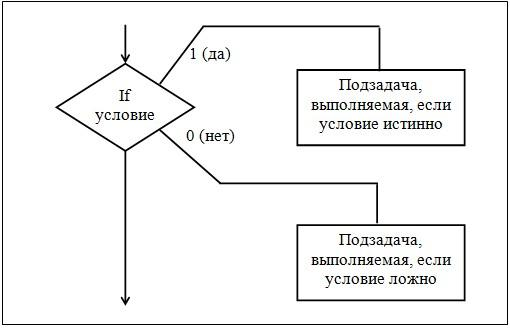 1 (да)
If
условие
Подзадача,
выполняемая, если
условие истинно
0 (нет)
Подзадача,
выполняемая, если
условие ложно